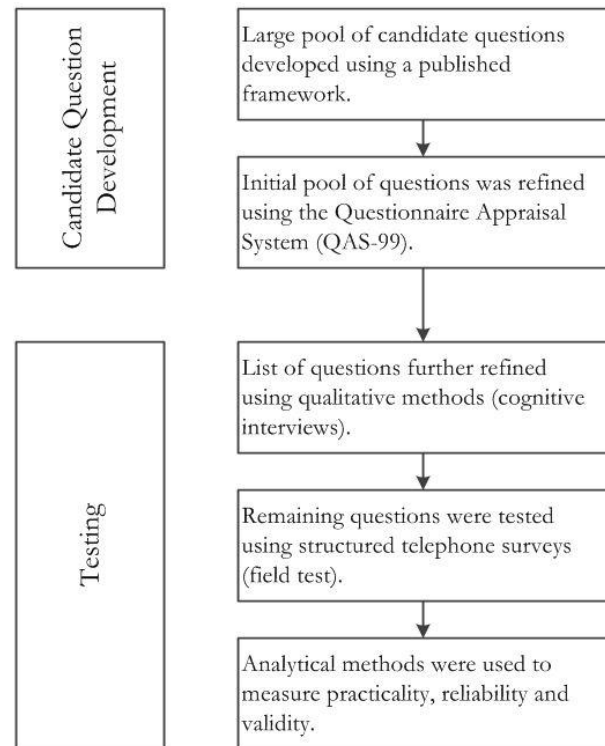 Candidate Question
Development
Large pool of candidate questions
developed using a published
framework.
Initial pool of questions was refined
using the Questionnaire Appraisal
System (QAS-99).
Testing
List of questions further refined
using qualitative methods (cognitive
interviews).
Remaining questions were tested
using structured telephone surveys
(field test).
Analytical methods were used to
measure practicality, reliability and
validity.